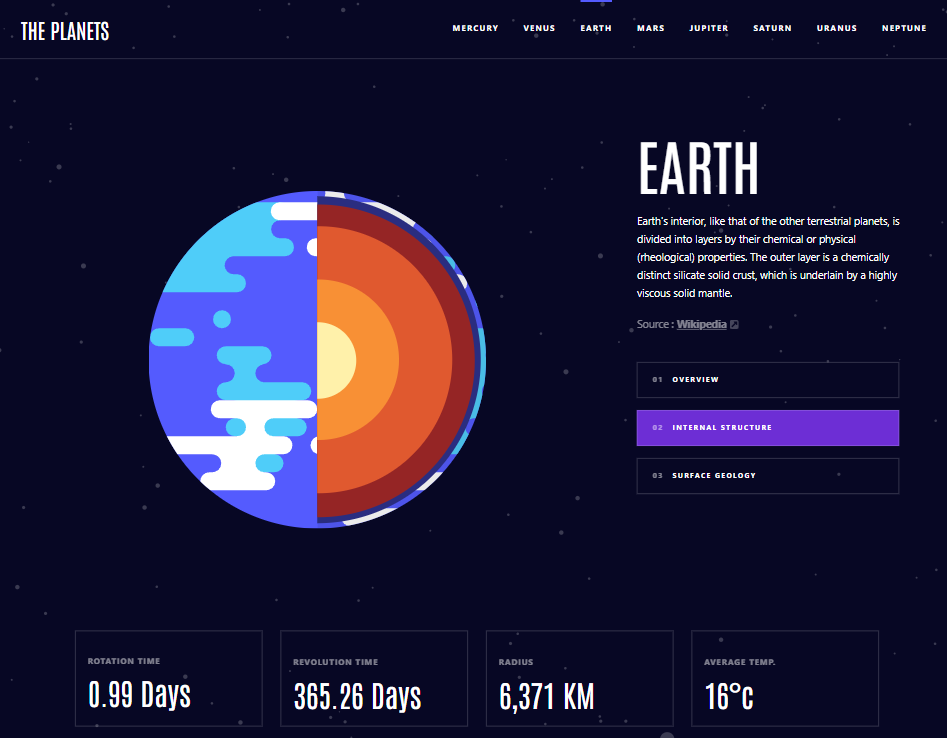 THE PLANETS
MERCURY VENUS EARTH MARS JUPITER SATURN URANUS NEPTUNE
EARTH
Earth's interior, like that of the other terrestrial planets, is
divided into layers by their chemical or physical
(rheological) properties. The outer layer is a chemically
distinct silicate solid crust, which is underlain by a highly
viscous solid mantle.
Source : Wikipedia
01 OVERVIEW
02 INTERNAL STRUCTURE
03 SURFACE GEOLOGY
ROTATION TIME
0.99 Days
REVOLUTION TIME
365.26 Days
RADIUS
6,371 KM
AVERAGE TEMP.
16°c